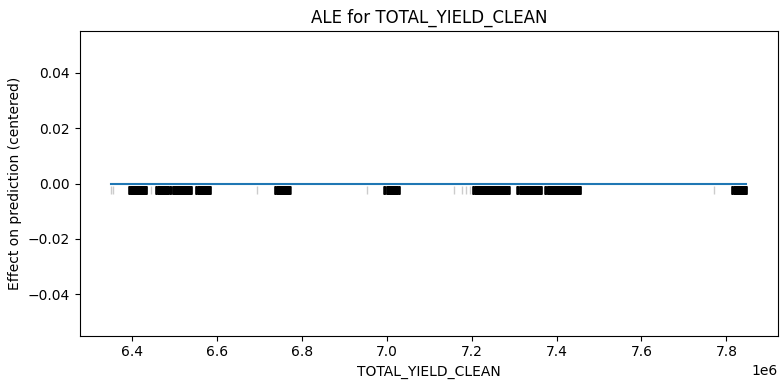 ALE for TOTAL_YIELD_CLEAN
Effect on prediction (centered)
0.04
0.02
0.00
−0.02
−0.04
6.4 6.6 6.8 7.0 7.2 7.4 7.6 7.8
1e6
TOTAL_YIELD_CLEAN